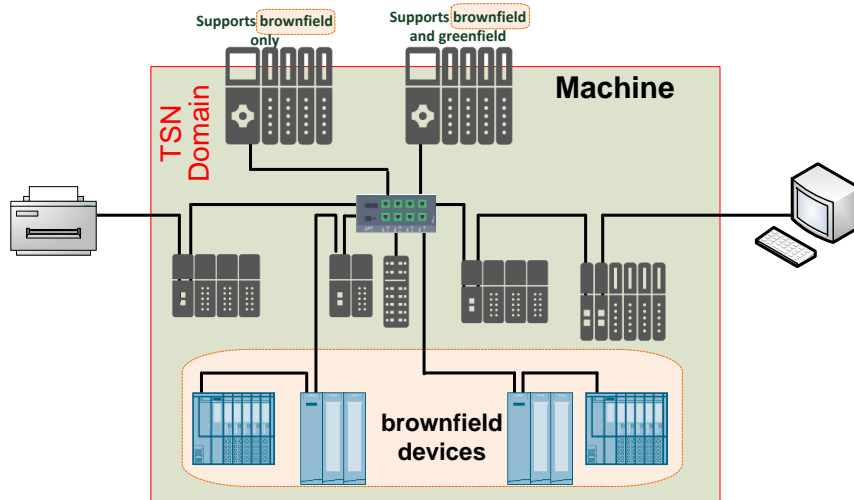 Supports brownfield
only
Supports brownfield
and greenfield
Machine
TSN
Domain
brownfield
devices